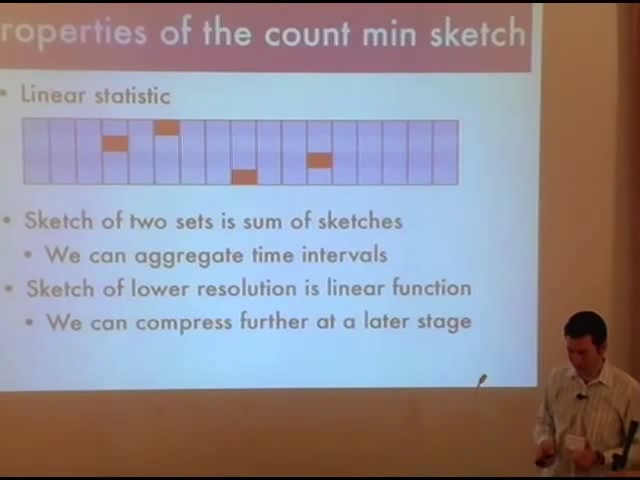 roperties of the count min sketch
• Linear statistic
• Sketch of two sets is sum of sketches
• We can aggregate time intervals
• Sketch of lower resolution is linear function
• We can compress further at a later stage